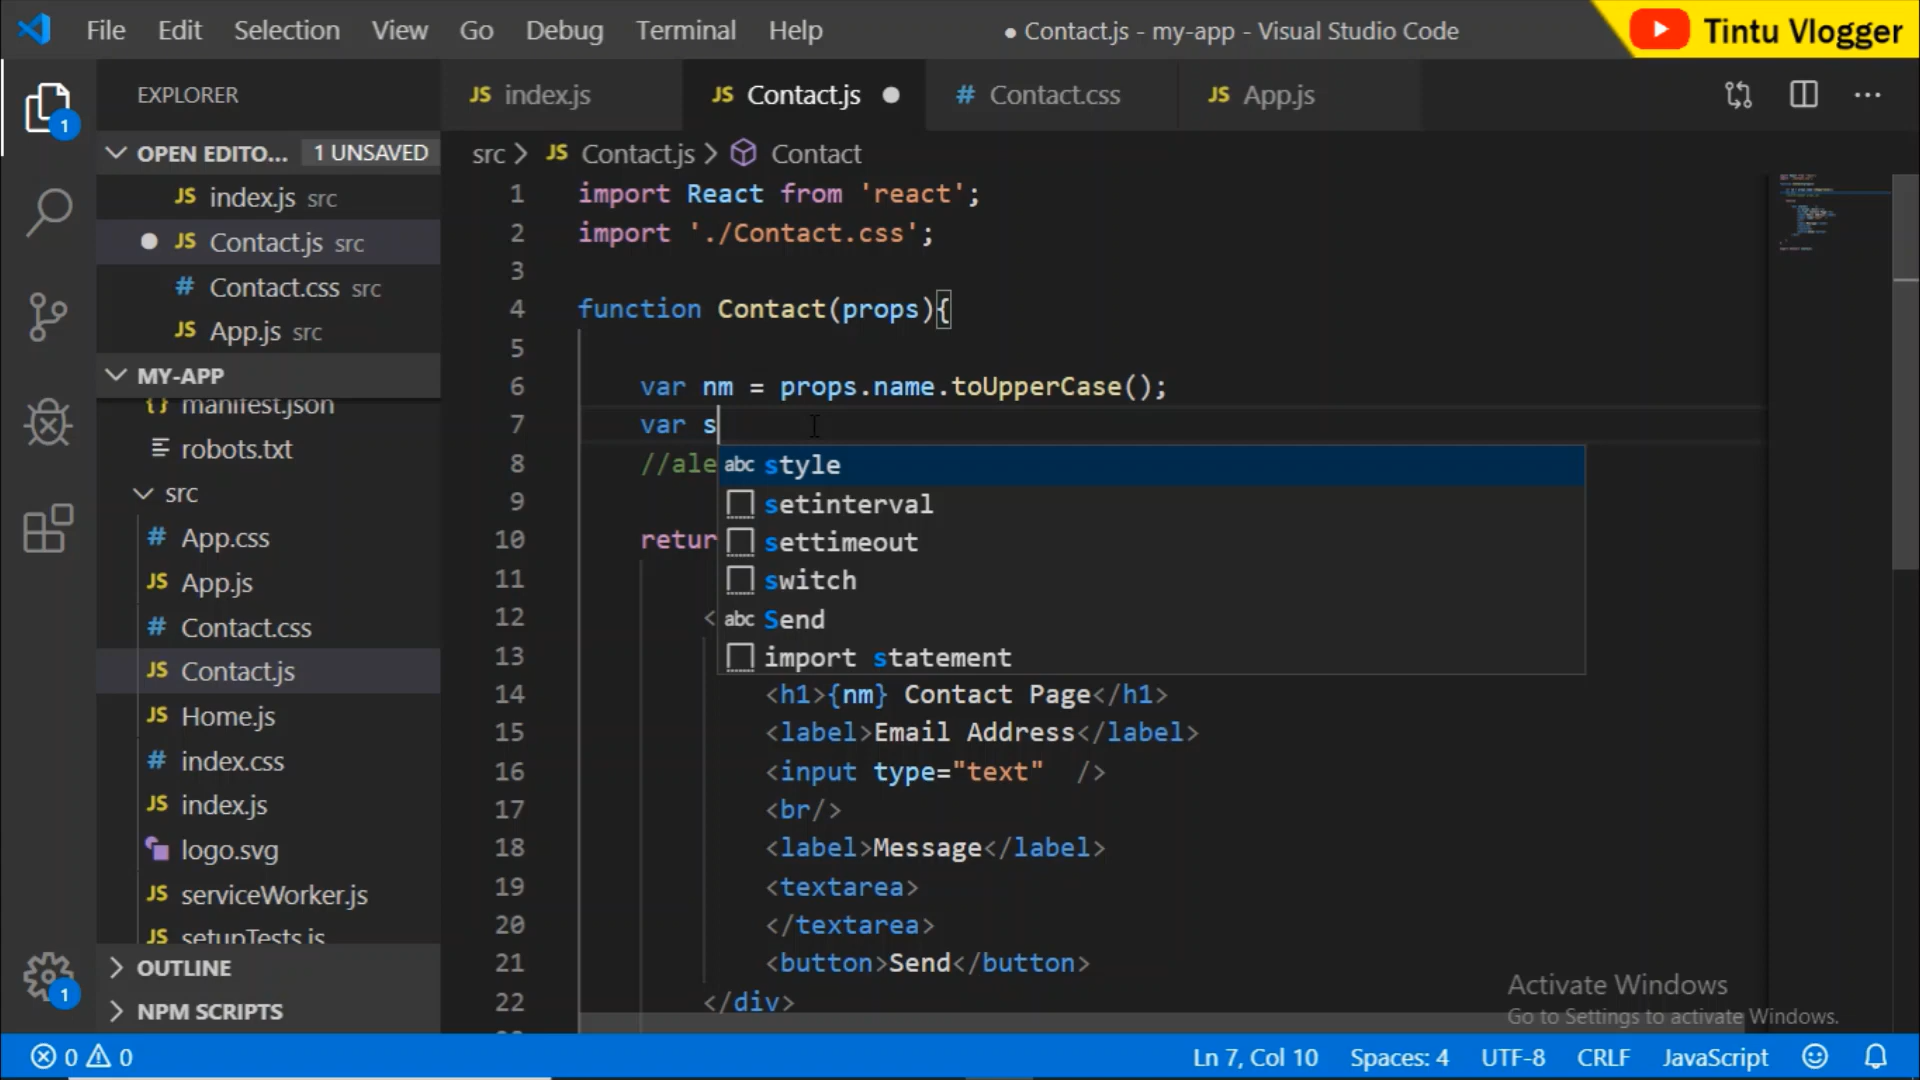 File Edit Selection View Go Debug Terminal Help
● Contact.js - my-app - Visual Studio Code
Tintu Vlogger
EXPLORER
JS index.js
JS Contact.js ●
# Contact.css
JS App.js
1
OPEN EDITO... 1 UNSAVED
JS index.js src
● JS Contact.js src
# Contact.css src
JS App.js src
MY-APP
{} manifest.json
robots.txt
src
# App.css
JS App.js
# Contact.css
JS Contact.js
JS Home.js
# index.css
JS index.js
logo.svg
JS serviceWorker.js
JS setupTests.js
OUTLINE
NPM SCRIPTS
1
src > JS Contact.js > Contact
1 import React from 'react';
2 import './Contact.css';
3
4 function Contact(props){
5
6 var nm = props.name.toUpperCase();
7 var s
8 //ale
9
10 retur
11
12 <
13
abc style
setinterval
settimeout
switch
abc Send
import statement
14 <h1>{nm} Contact Page</h1>
15 <label>Email Address</label>
16 <input type="text"  />
17 <br/>
18 <label>Message</label>
19 <textarea>
20 </textarea>
21 <button>Send</button>
22 </div>
Activate Windows
Go to Settings to activate Windows.
0 0
Ln 7, Col 10 Spaces: 4 UTF-8 CRLF JavaScript